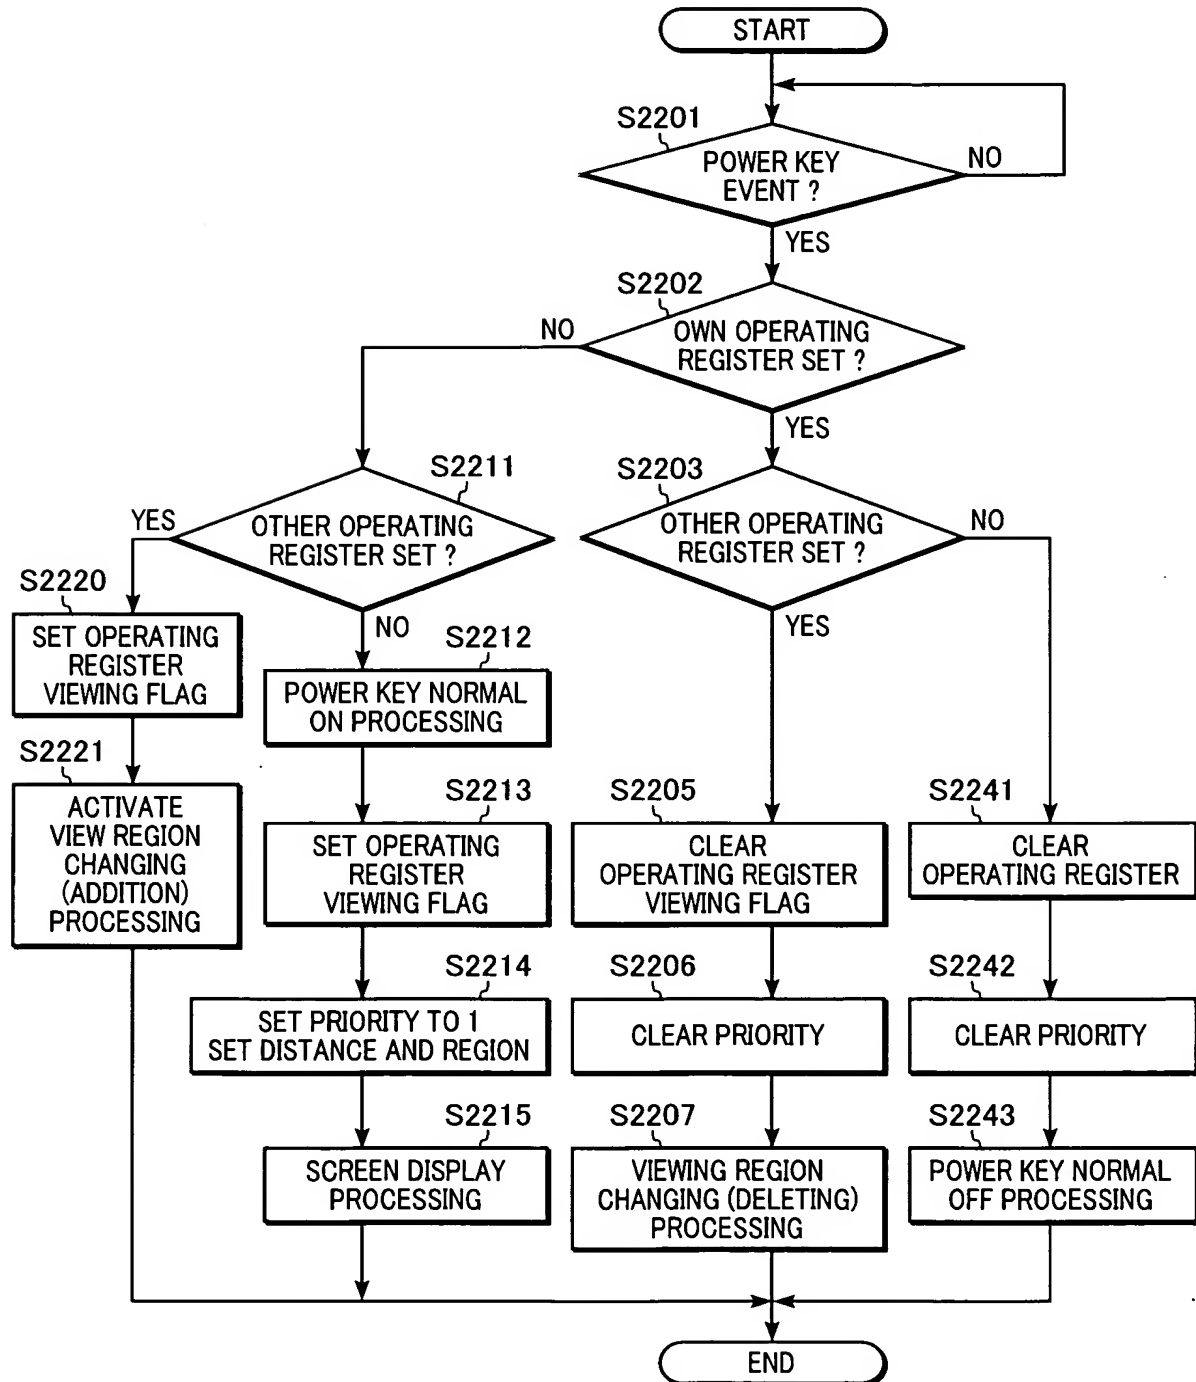 START
S2201
POWER KEY
EVENT ?
NO
YES
S2202
OWN OPERATING
REGISTER SET ?
NO
YES
S2211
OTHER OPERATING
REGISTER SET ?
YES
NO
S2203
OTHER OPERATING
REGISTER SET ?
NO
YES
S2220
SET OPERATING
REGISTER
VIEWING FLAG
S2212
POWER KEY NORMAL
ON PROCESSING
S2221
ACTIVATE
VIEW REGION
CHANGING
(ADDITION)
PROCESSING
S2213
SET OPERATING
REGISTER
VIEWING FLAG
S2205
CLEAR
OPERATING REGISTER
VIEWING FLAG
S2241
CLEAR
OPERATING REGISTER
S2214
SET PRIORITY TO 1
SET DISTANCE AND REGION
S2206
CLEAR PRIORITY
S2242
CLEAR PRIORITY
S2215
SCREEN DISPLAY
PROCESSING
S2207
VIEWING REGION
CHANGING (DELETING)
PROCESSING
S2243
POWER KEY NORMAL
OFF PROCESSING
END